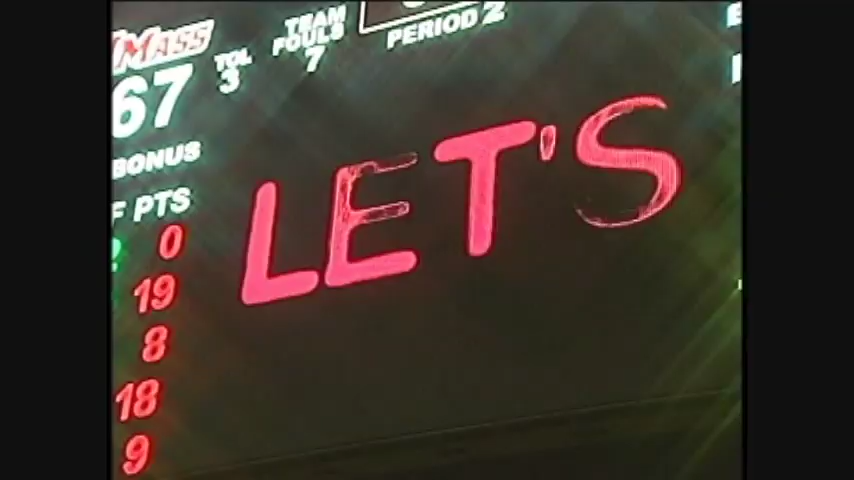 UMASS
67
TOL
3
TEAM
FOULS
7
PERIOD 2
BONUS
F PTS
0
19
8
18
9
LET'S